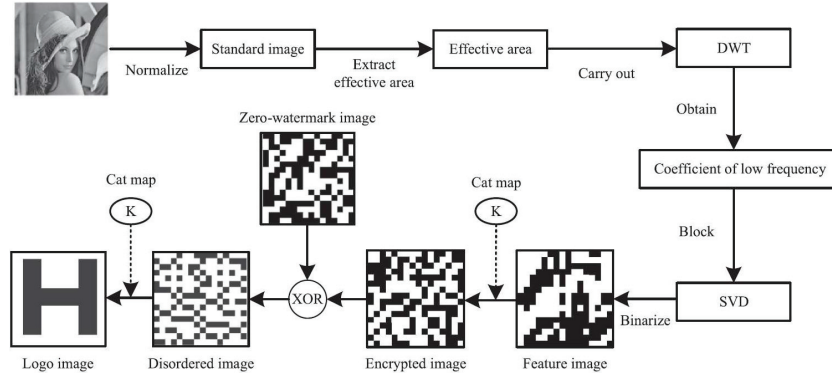 Standard image
Effective area
DWT
Normalize
Extract
effective area
Carry out
Obtain
Zero-watermark image
Coefficient of low frequency
Cat map
K
Cat map
K
Block
XOR
SVD
Binarize
Logo image
Disordered image
Encrypted image
Feature image